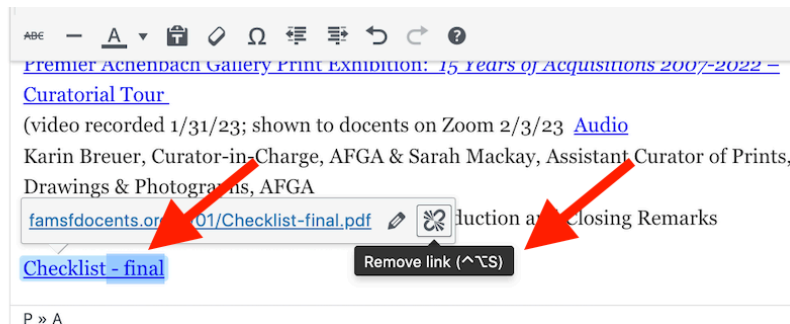 ABE
A
Ω
?
Premier Achenbach Gallery Print Exhibition: 15 Years of Acquisitions 2007-2022 –
Curatorial Tour
(video recorded 1/31/23; shown to docents on Zoom 2/3/23 Audio
Karin Breuer, Curator-in-Charge, AFGA & Sarah Mackay, Assistant Curator of Prints,
Drawings & Photographs, AFGA
famsfdocents.or 01/Checklist-final.pdf
duction and Closing Remarks
Remove link (^⌥S)
Checklist - final
P » A